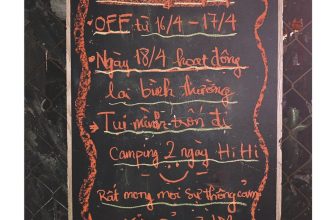 • OFF từ 16/4 - 17/4
• Ngày 18/4 hoạt động
lại bình thường
→ Tụi mình trốn đi
camping 2 ngày Hi Hi
Rất mong mọi sự thông cảm